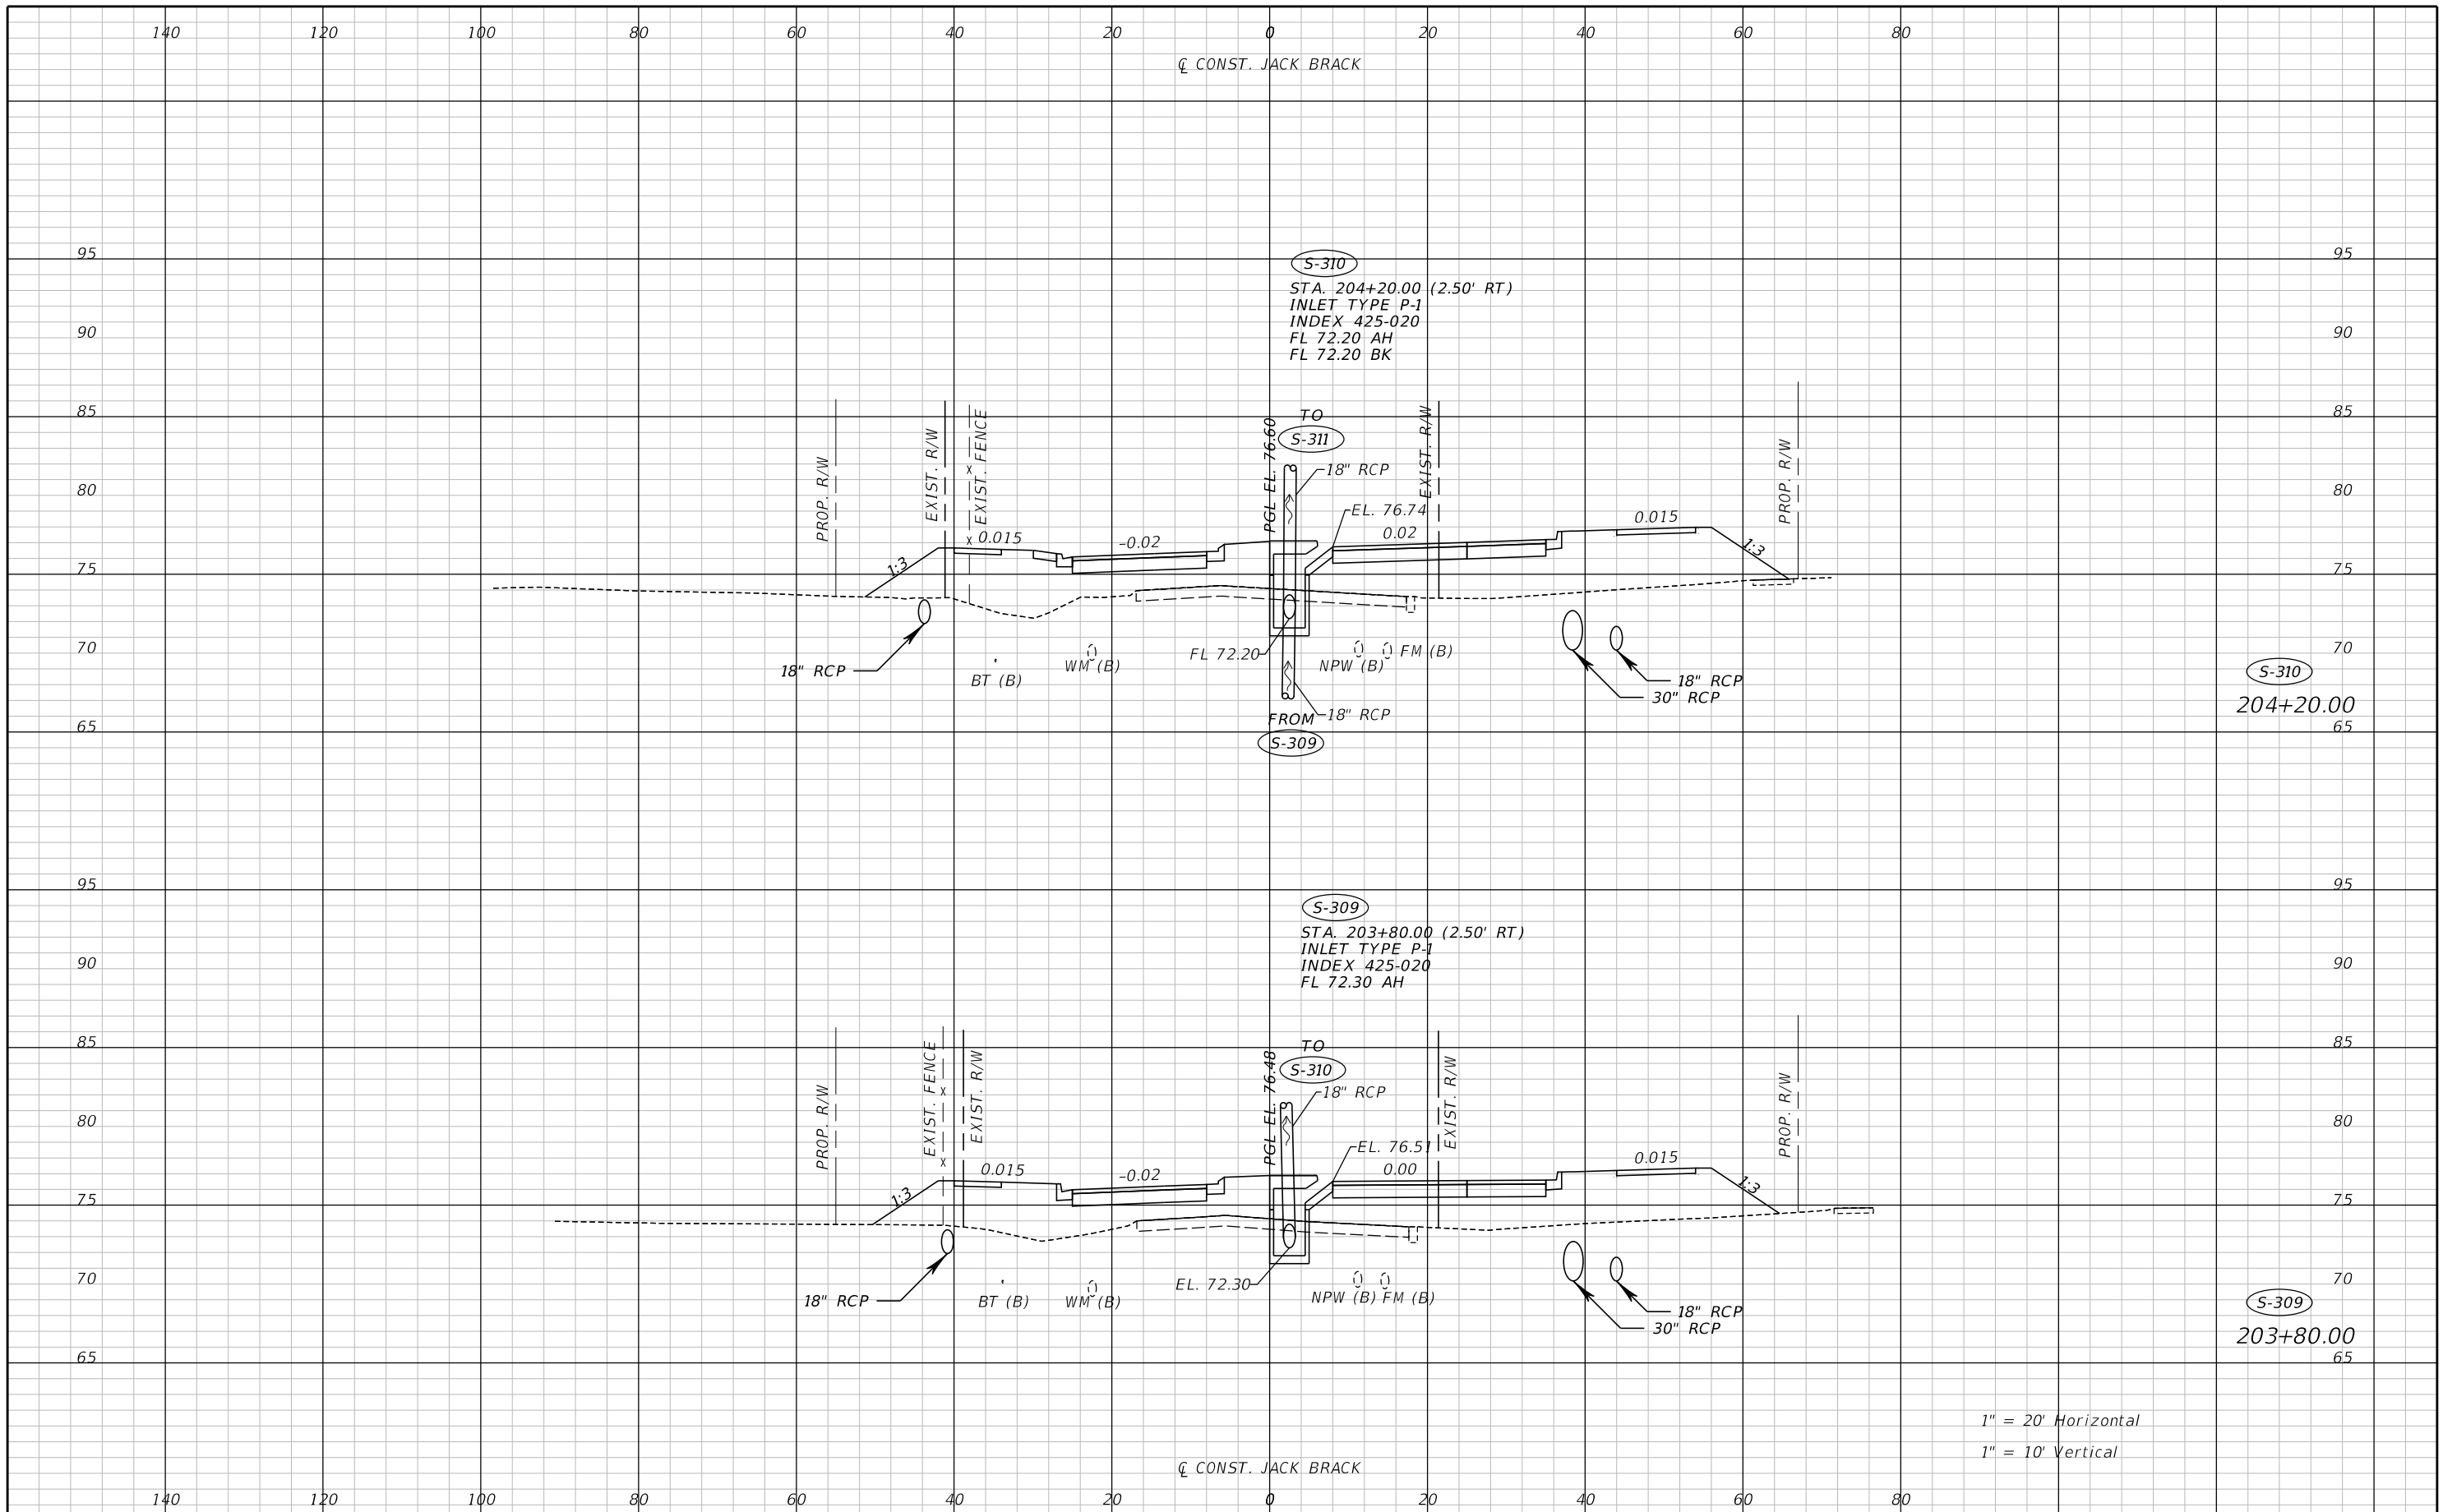 140 120 100 80 60 40 20 0 20 40 60 80
℄ CONST. JACK BRACK
95 95
S-310
STA. 204+20.00 (2.50' RT)
INLET TYPE P-1
INDEX 425-020
FL 72.20 AH
FL 72.20 BK
90 90
85 85
TO
S-311
18" RCP
PROP. R/W
EXIST. R/W
EXIST. FENCE
PGL EL. 76.60
EXIST. R/W
PROP. R/W
80 80
EL. 76.74
1:3
0.015
-0.02
0.02
0.015
1:3
75 75
70 70
18" RCP
BT (B)
WM (B)
FL 72.20
NPW (B)
FM (B)
18" RCP
30" RCP
S-310
204+20.00
FROM
18" RCP
S-309
65 65
95 95
S-309
STA. 203+80.00 (2.50' RT)
INLET TYPE P-1
INDEX 425-020
FL 72.30 AH
90 90
85 85
TO
S-310
18" RCP
PROP. R/W
EXIST. FENCE
EXIST. R/W
PGL EL. 76.48
EXIST. R/W
PROP. R/W
80 80
EL. 76.51
1:3
0.015
-0.02
0.00
0.015
1:3
75 75
70 70
18" RCP
BT (B)
WM (B)
EL. 72.30
NPW (B)
FM (B)
18" RCP
30" RCP
S-309
203+80.00
65 65
1" = 20' Horizontal
1" = 10' Vertical
℄ CONST. JACK BRACK
140 120 100 80 60 40 20 0 20 40 60 80